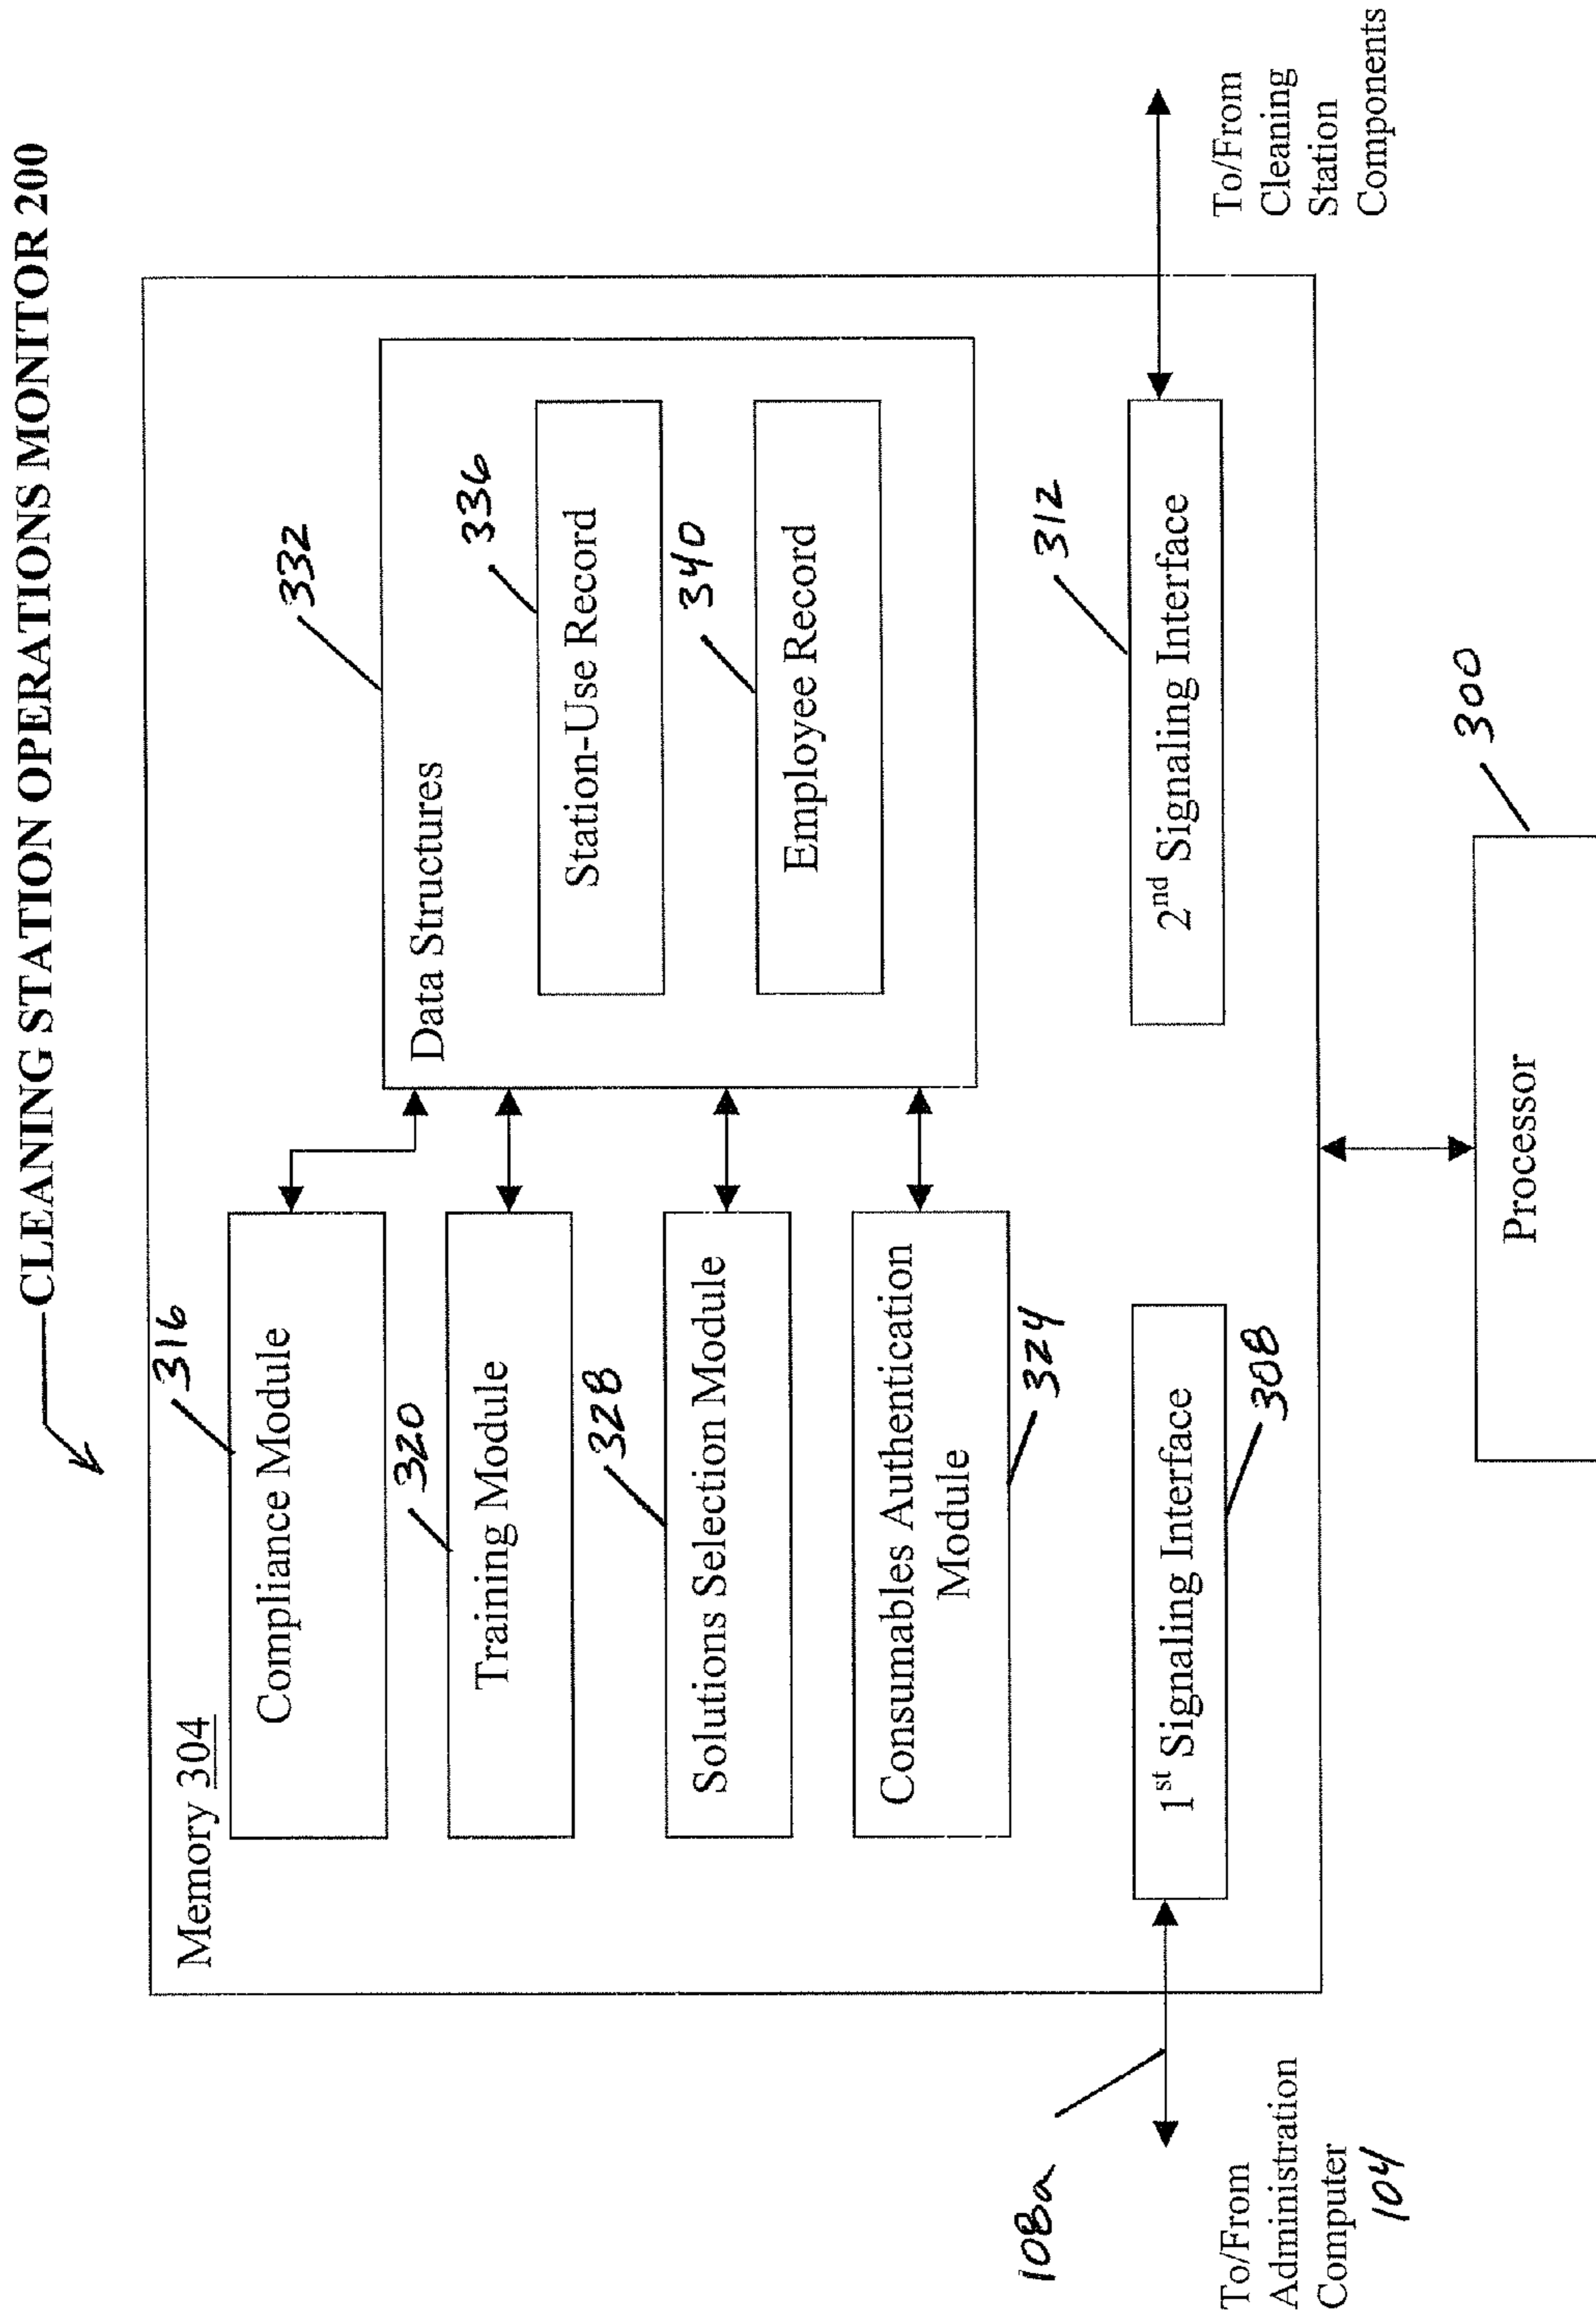 CLEANING STATION OPERATIONS MONITOR 200
Memory 304
316
Compliance Module
320
Training Module
328
Solutions Selection Module
Consumables Authentication
Module
324
332
Data Structures
336
Station-Use Record
340
Employee Record
1st Signaling Interface
308
312
2nd Signaling Interface
108a
To/From
Administration
Computer
104
To/From
Cleaning
Station
Components
300
Processor